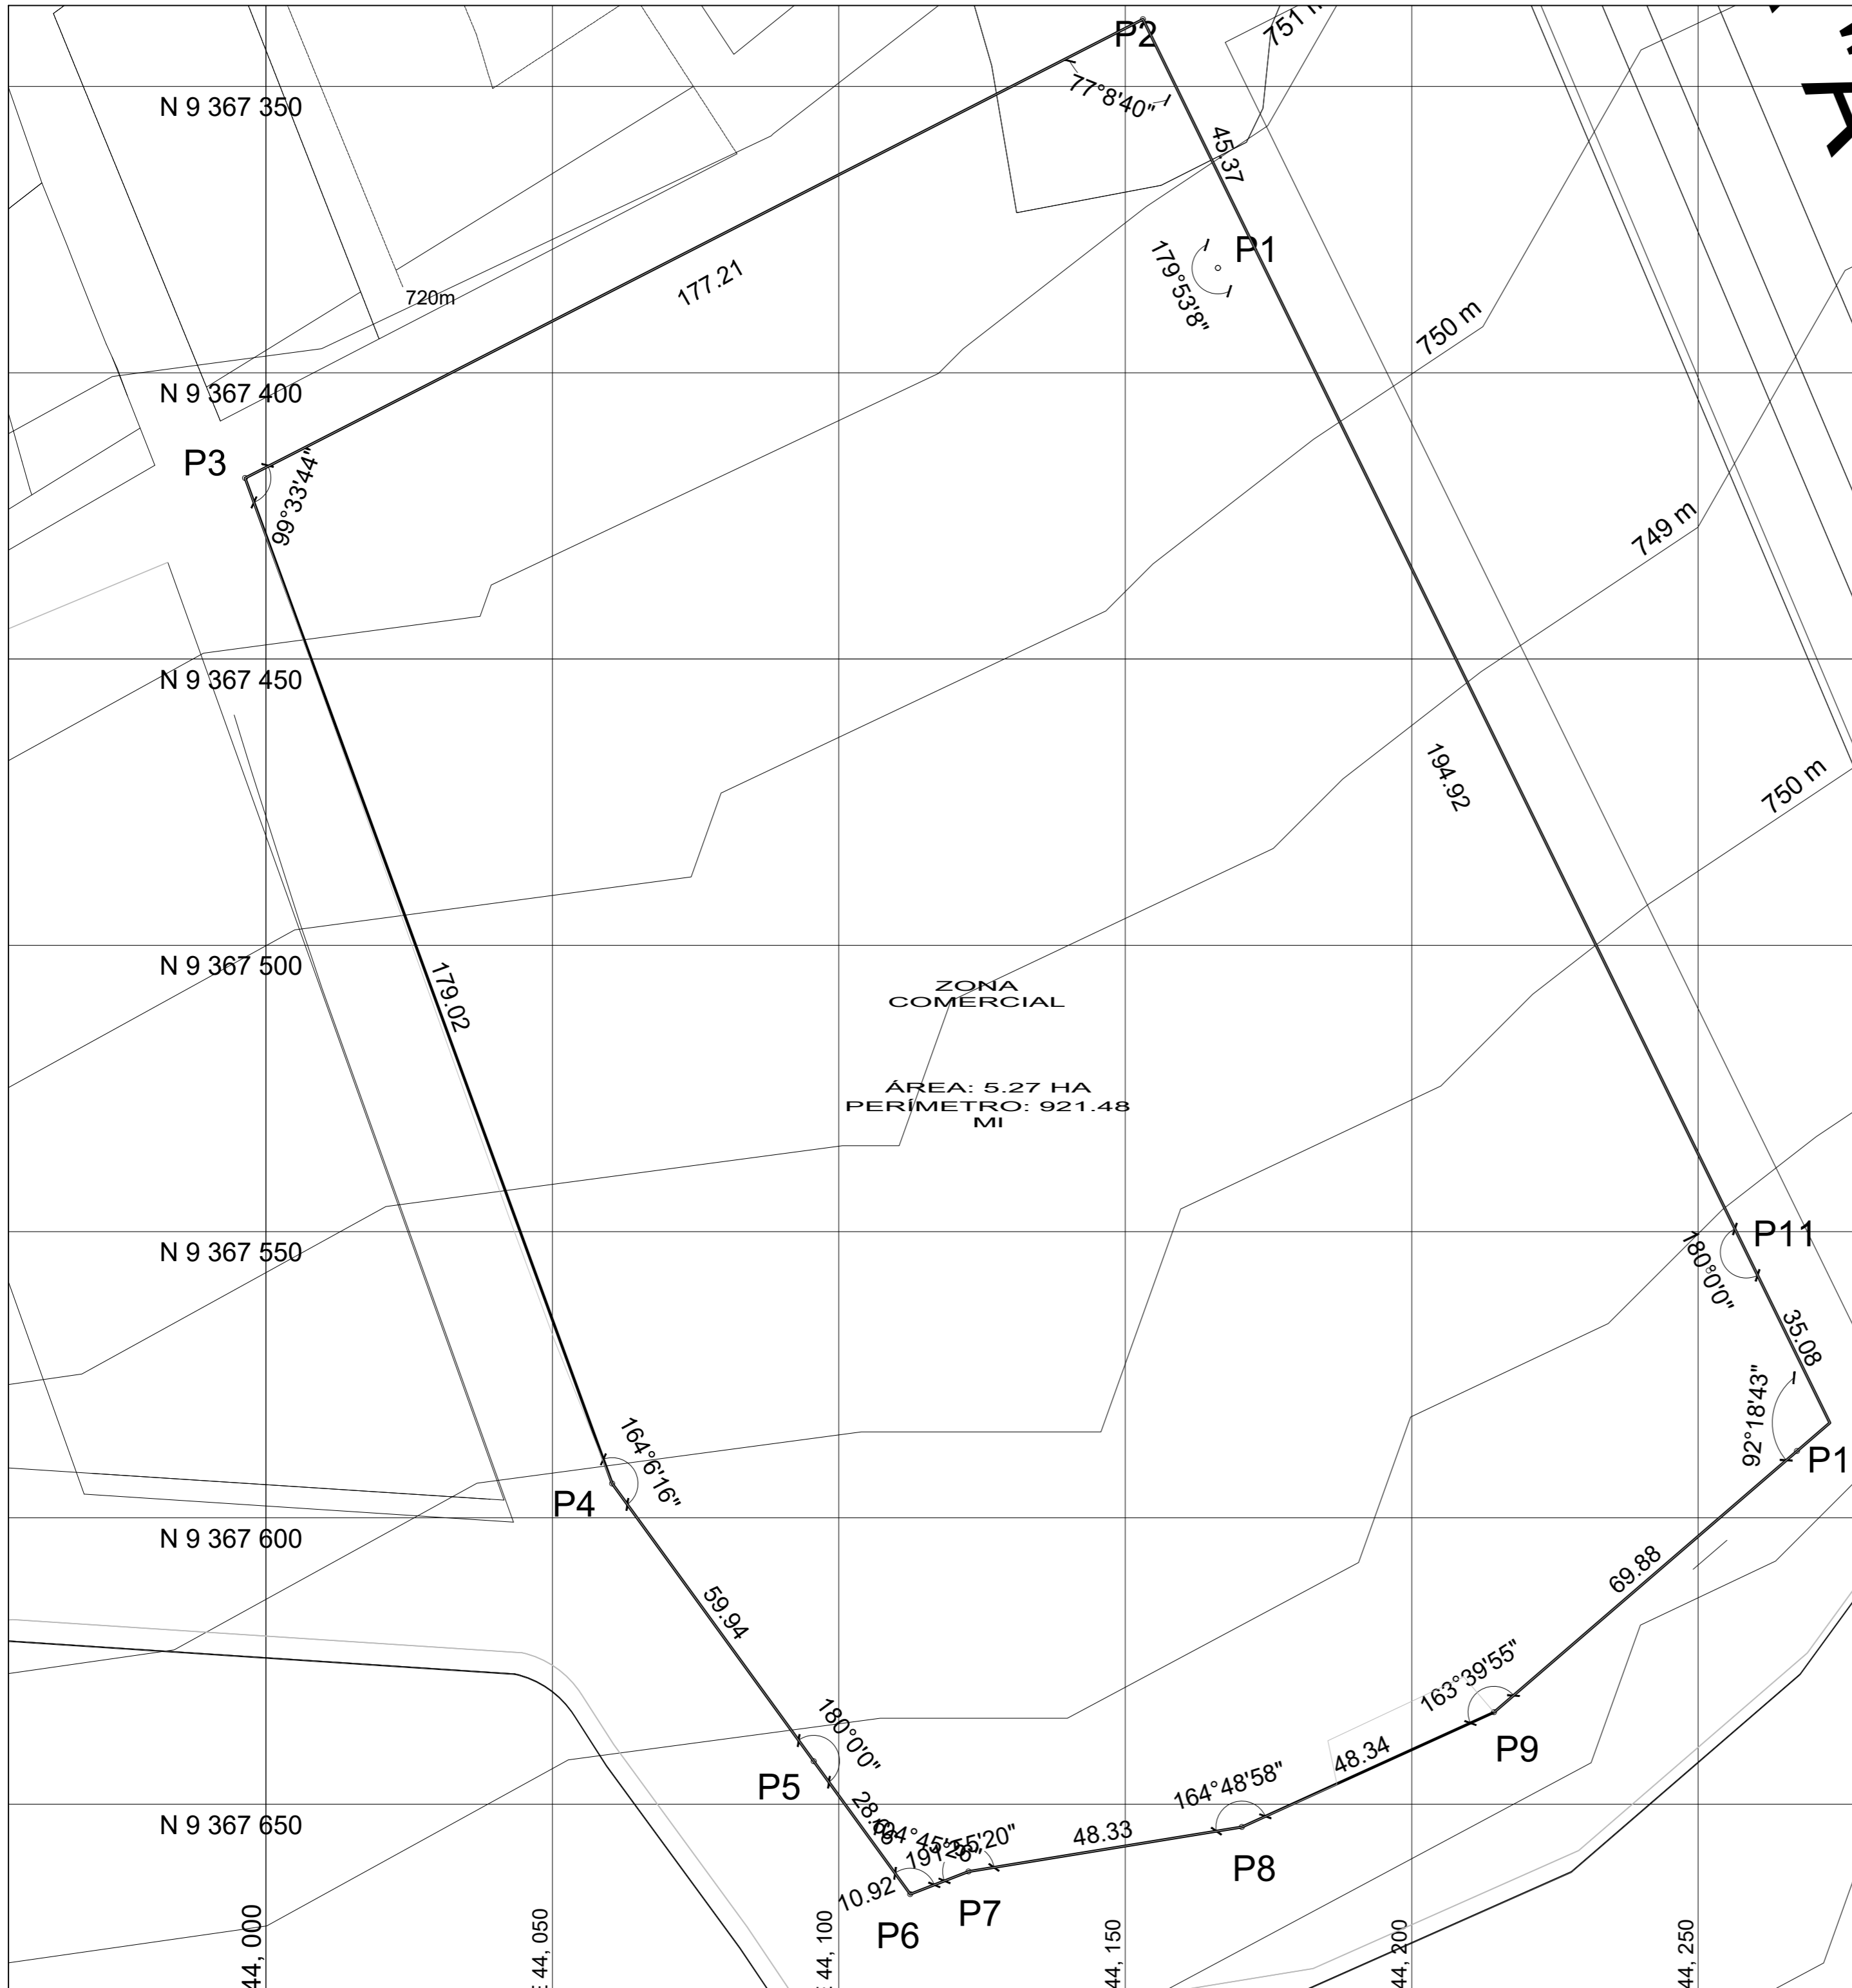 P2
751
77°8'40"
N 9 367 350
45.37
A
P1
179°53'8"
177.21
720m
750 m
N 9 367 400
P3
99°33'44"
749 m
N 9 367 450
194.92
750 m
N 9 367 500
179.02
ZONA
COMERCIAL
ÁREA: 5.27 HA
PERÍMETRO: 921.48
Ml
P11
180°0'0"
N 9 367 550
35.08
92°18'43"
P1
164°6'16"
P4
N 9 367 600
69.88
59.94
163°39'55"
180°0'0"
P9
48.34
P5
164°48'58"
N 9 367 650
48.33
P8
10.92
P7
P6
44, 000
44, 050
44, 100
44, 150
44, 200
44, 250